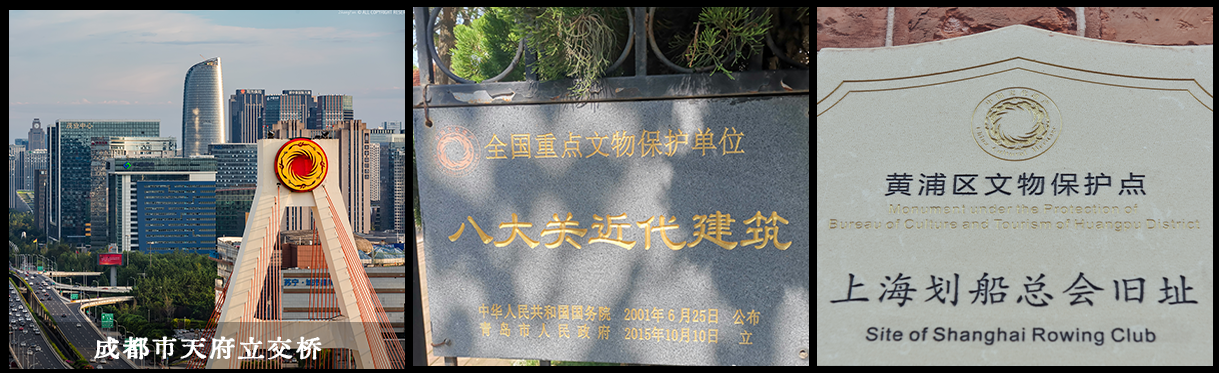 成都市天府立交桥
全国重点文物保护单位
八大关近代建筑
中华人民共和国国务院 2001年6月25日 公布
青岛市人民政府 2015年10月10日 立
黄浦区文物保护点
Monument under the Protection of
Bureau of Culture and Tourism of Huangpu District
上海划船总会旧址
Site of Shanghai Rowing Club